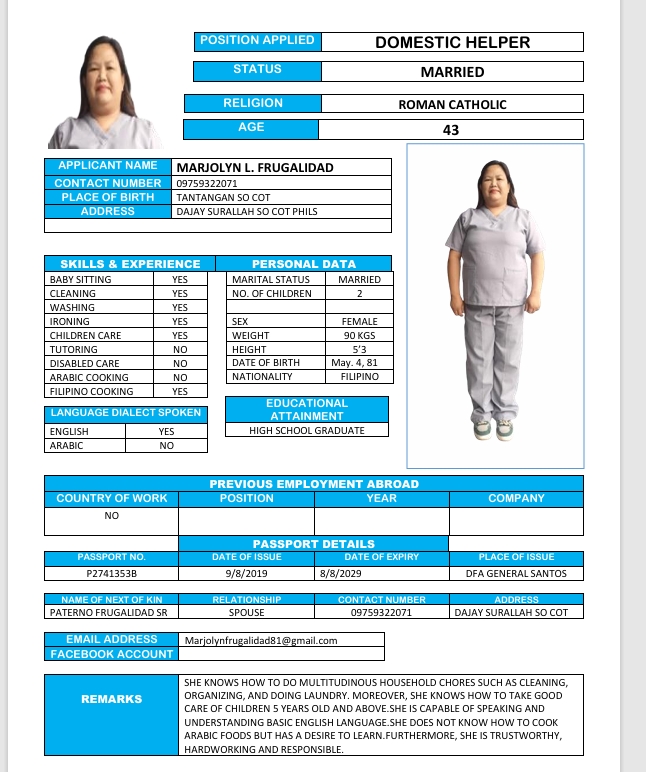 POSITION APPLIED DOMESTIC HELPER
STATUS MARRIED
RELIGION ROMAN CATHOLIC
AGE 43
APPLICANT NAME MARJOLYN L. FRUGALIDAD
CONTACT NUMBER 09759322071
PLACE OF BIRTH TANTANGAN SO COT
ADDRESS DAJAY SURALLAH SO COT PHILS
SKILLS & EXPERIENCE PERSONAL DATA
BABY SITTING YES MARITAL STATUS MARRIED
CLEANING YES NO. OF CHILDREN 2
WASHING YES
IRONING YES SEX FEMALE
CHILDREN CARE YES WEIGHT 90 KGS
TUTORING NO HEIGHT 5'3
DISABLED CARE NO DATE OF BIRTH May. 4, 81
ARABIC COOKING NO NATIONALITY FILIPINO
FILIPINO COOKING YES
LANGUAGE DIALECT SPOKEN
ENGLISH YES
ARABIC NO
EDUCATIONAL
ATTAINMENT
HIGH SCHOOL GRADUATE
PREVIOUS EMPLOYMENT ABROAD
COUNTRY OF WORK POSITION YEAR COMPANY
NO
PASSPORT DETAILS
PASSPORT NO. DATE OF ISSUE DATE OF EXPIRY PLACE OF ISSUE
P2741353B 9/8/2019 8/8/2029 DFA GENERAL SANTOS
NAME OF NEXT OF KIN RELATIONSHIP CONTACT NUMBER ADDRESS
PATERNO FRUGALIDAD SR SPOUSE 09759322071 DAJAY SURALLAH SO COT
EMAIL ADDRESS Marjolynfrugalidad81@gmail.com
FACEBOOK ACCOUNT
REMARKS
SHE KNOWS HOW TO DO MULTITUDINOUS HOUSEHOLD CHORES SUCH AS CLEANING,
ORGANIZING, AND DOING LAUNDRY. MOREOVER, SHE KNOWS HOW TO TAKE GOOD
CARE OF CHILDREN 5 YEARS OLD AND ABOVE.SHE IS CAPABLE OF SPEAKING AND
UNDERSTANDING BASIC ENGLISH LANGUAGE.SHE DOES NOT KNOW HOW TO COOK
ARABIC FOODS BUT HAS A DESIRE TO LEARN.FURTHERMORE, SHE IS TRUSTWORTHY,
HARDWORKING AND RESPONSIBLE.